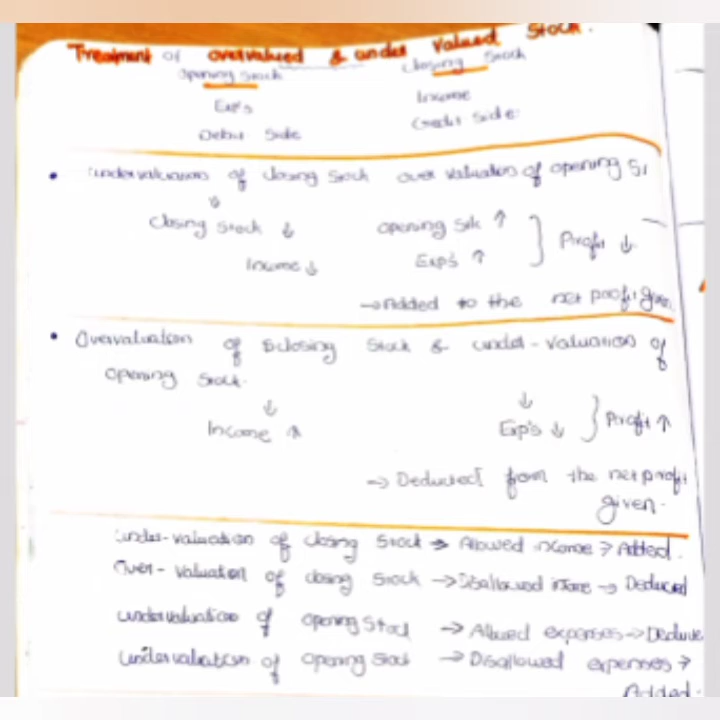 Treatment of overvalued & under valued Stock.
Opening Stock Closing Stock
Exp's Income
Debit Side Credit Side.
• undervaluation of closing Stock over valuation of opening St
↓
Closing Stock ↓ Opening Stk ↑
Income ↓ Exp's ↑ } Profit ↓
→ Added to the net profit given
• Overvaluation of closing Stock & under-valuation of
opening Stock.
↓ ↓
Income ↑ Exp's ↓ } Profit ↑
→ Deducted from the net profit
given.
under-valuation of closing Stock → Allowed income → Added.
Over-valuation of closing Stock → Disallowed income → Deduced
undervaluation of opening Stock → Allowed expenses → Deduce
undervaluation of opening Stock → Disallowed expenses →
Added.